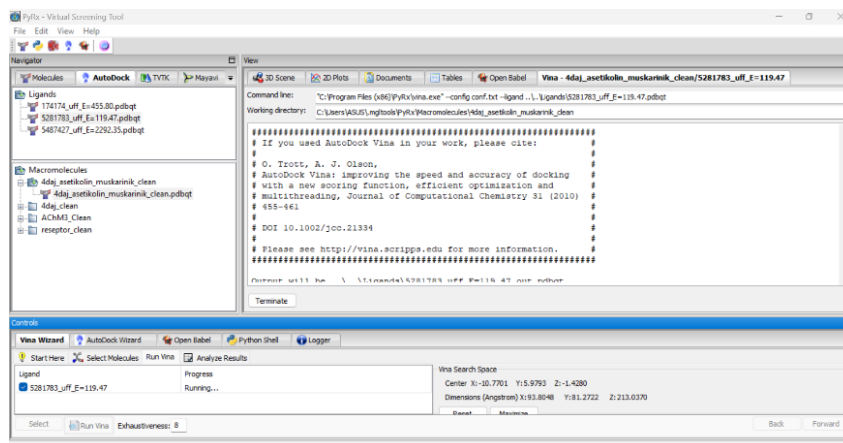 PyRx - Virtual Screening Tool
File Edit View Help
Navigator
View
Molecules AutoDock TVTK Mayavi
3D Scene 2D Plots Documents Tables Open Babel Vina - 4daj_asetikolin_muskarinik_clean/5281783_uff_E=119.47
Ligands
174174_uff_E=455.80.pdbqt
5281783_uff_E=119.47.pdbqt
5487427_uff_E=2292.35.pdbqt
Macromolecules
4daj_asetikolin_muskarinik_clean
4daj_asetikolin_muskarinik_clean.pdbqt
4daj_clean
AChM3_Clean
reseptor_clean
Command line: "C:\Program Files (x86)\PyRx\vina.exe" --config conf.txt --ligand ..\..\Ligands\5281783_uff_E=119.47.pdbqt
Working directory: C:\Users\ASUS\.mgltools\PyRx\Macromolecules\4daj_asetikolin_muskarinik_clean
#################################################################
# If you used AutoDock Vina in your work, please cite: #
# #
# O. Trott, A. J. Olson, #
# AutoDock Vina: improving the speed and accuracy of docking #
# with a new scoring function, efficient optimization and #
# multithreading, Journal of Computational Chemistry 31 (2010) #
# 455-461 #
# #
# DOI 10.1002/jcc.21334 #
# #
# Please see http://vina.scripps.edu for more information. #
#################################################################
Output will be ..\..\Ligands\5281783_uff_E=119.47_out.pdbqt
Terminate
Controls
Vina Wizard AutoDock Wizard Open Babel Python Shell Logger
Start Here Select Molecules Run Vina Analyze Results
Ligand Progress
5281783_uff_E=119.47 Running...
Vina Search Space
Center X:-10.7701 Y:5.9793 Z:-1.4280
Dimensions (Angstrom) X:93.8048 Y:81.2722 Z:213.0370
Reset Maximize
Select Run Vina Exhaustiveness: 8 Back Forward